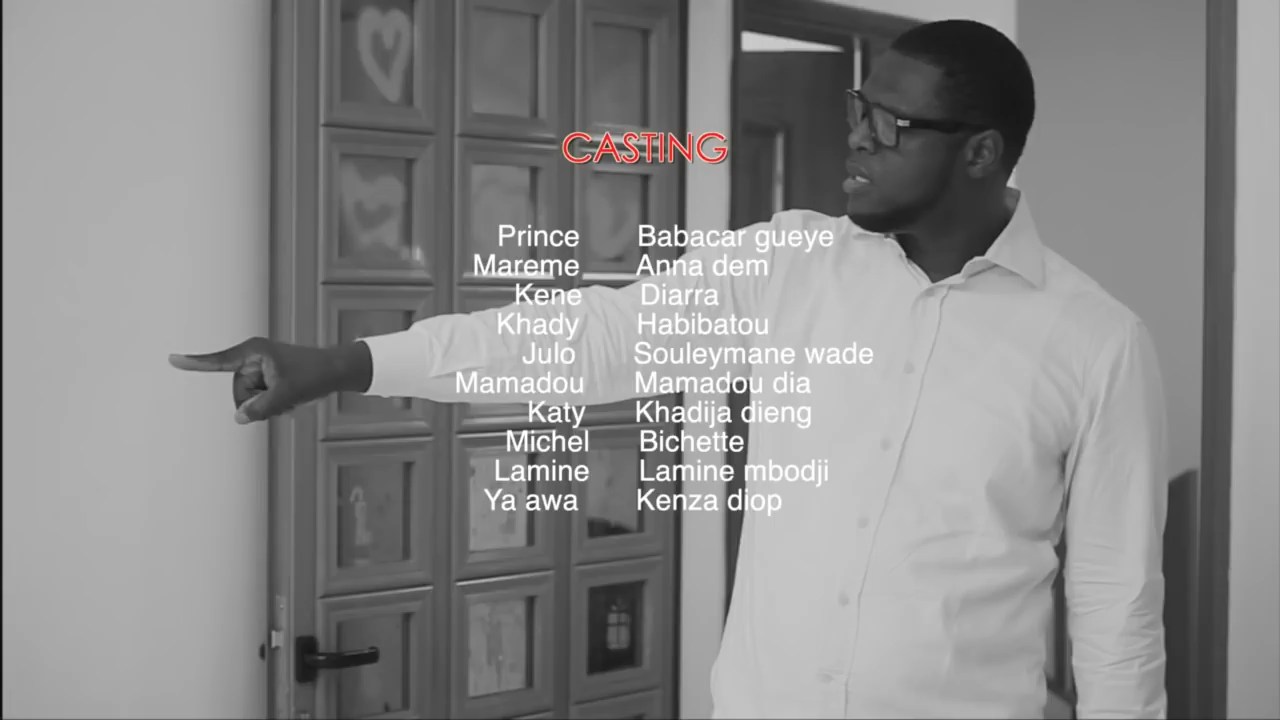 CASTING
Prince Babacar gueye
Mareme Anna dem
Kene Diarra
Khady Habibatou
Julo Souleymane wade
Mamadou Mamadou dia
Katy Khadija dieng
Michel Bichette
Lamine Lamine mbodji
Ya awa Kenza diop